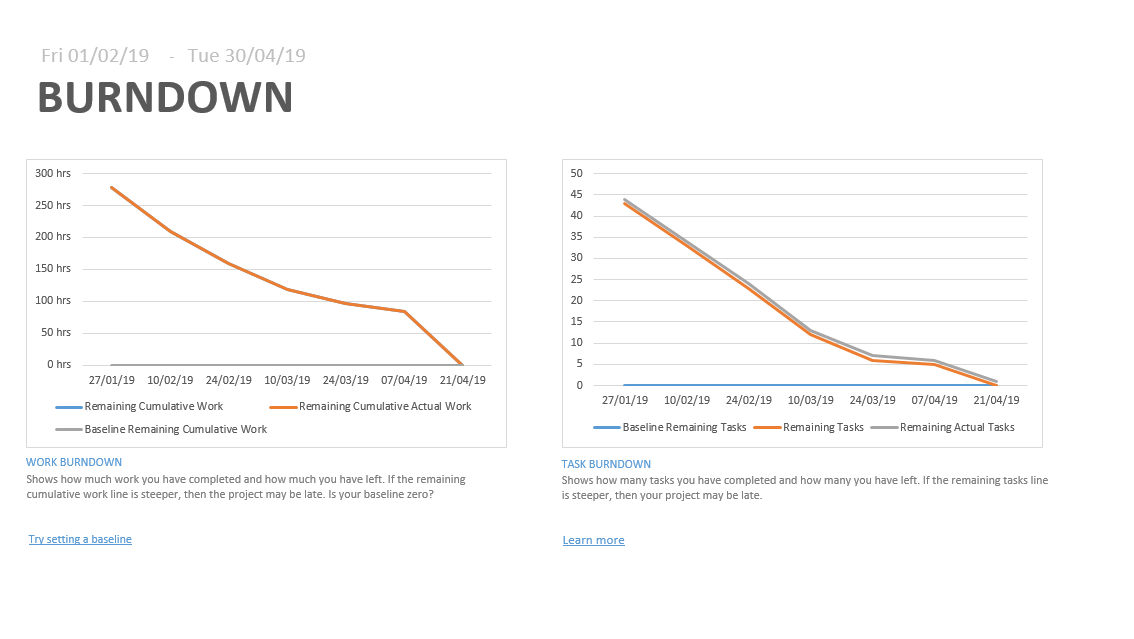 Fri 01/02/19 - Tue 30/04/19
BURNDOWN
300 hrs
250 hrs
200 hrs
150 hrs
100 hrs
50 hrs
0 hrs
27/01/19 10/02/19 24/02/19 10/03/19 24/03/19 07/04/19 21/04/19
Remaining Cumulative Work Remaining Cumulative Actual Work
Baseline Remaining Cumulative Work
WORK BURNDOWN
Shows how much work you have completed and how much you have left. If the remaining
cumulative work line is steeper, then the project may be late. Is your baseline zero?
Try setting a baseline
50
45
40
35
30
25
20
15
10
5
0
27/01/19 10/02/19 24/02/19 10/03/19 24/03/19 07/04/19 21/04/19
Baseline Remaining Tasks Remaining Tasks Remaining Actual Tasks
TASK BURNDOWN
Shows how many tasks you have completed and how many you have left. If the remaining tasks line
is steeper, then your project may be late.
Learn more